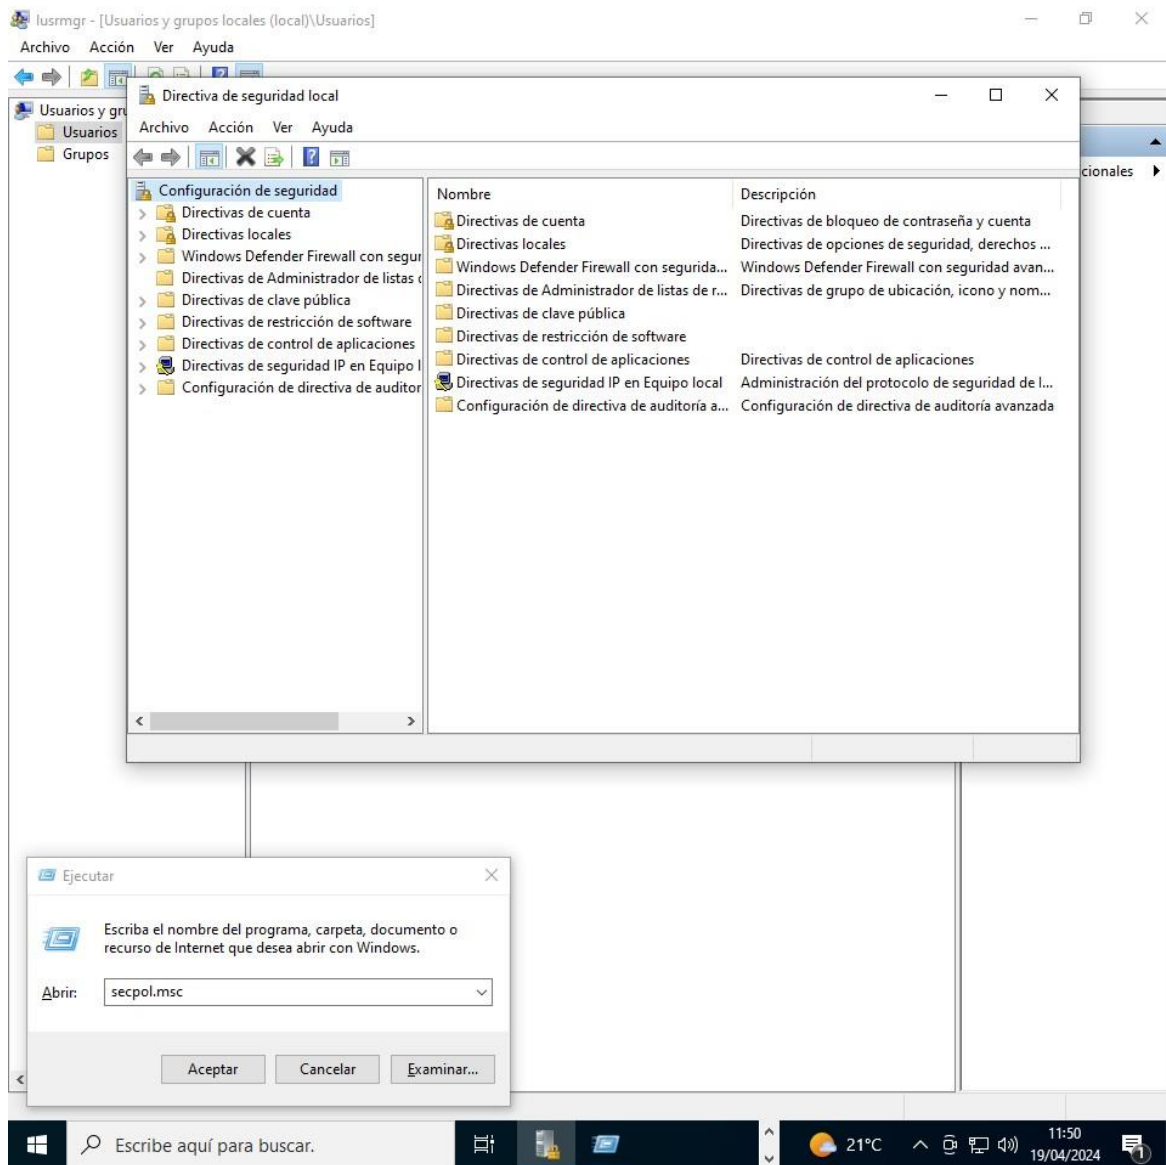 lusrmgr - [Usuarios y grupos locales (local)\Usuarios]
Archivo Acción Ver Ayuda
Usuarios y gru
Usuarios
Grupos
cionales
Directiva de seguridad local
Archivo Acción Ver Ayuda
Configuración de seguridad
Directivas de cuenta
Directivas locales
Windows Defender Firewall con segur
Directivas de Administrador de listas d
Directivas de clave pública
Directivas de restricción de software
Directivas de control de aplicaciones
Directivas de seguridad IP en Equipo l
Configuración de directiva de auditor
Nombre Descripción
Directivas de cuenta Directivas de bloqueo de contraseña y cuenta
Directivas locales Directivas de opciones de seguridad, derechos ...
Windows Defender Firewall con segurida... Windows Defender Firewall con seguridad avan...
Directivas de Administrador de listas de r... Directivas de grupo de ubicación, icono y nom...
Directivas de clave pública
Directivas de restricción de software
Directivas de control de aplicaciones Directivas de control de aplicaciones
Directivas de seguridad IP en Equipo local Administración del protocolo de seguridad de I...
Configuración de directiva de auditoría a... Configuración de directiva de auditoría avanzada
Ejecutar
Escriba el nombre del programa, carpeta, documento o
recurso de Internet que desea abrir con Windows.
Abrir: secpol.msc
Aceptar Cancelar Examinar...
Escribe aquí para buscar.
21°C
11:50
19/04/2024
1